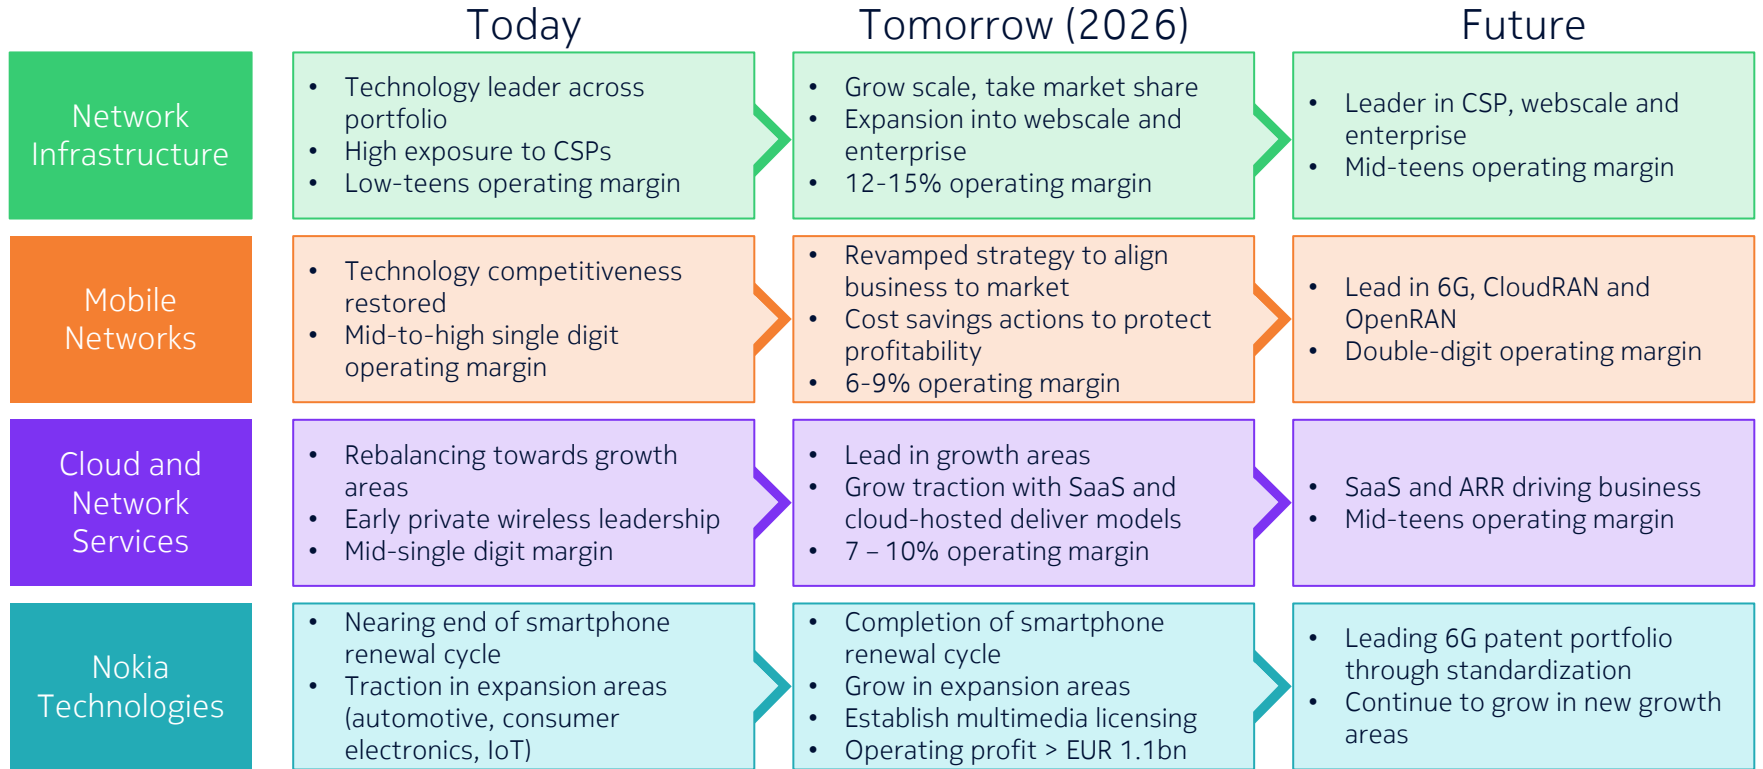 Today
Tomorrow (2026)
Future
Network
Infrastructure
• Technology leader across
portfolio
• High exposure to CSPs
• Low-teens operating margin
• Grow scale, take market share
• Expansion into webscale and
enterprise
• 12-15% operating margin
• Leader in CSP, webscale and
enterprise
• Mid-teens operating margin
Mobile
Networks
• Technology competitiveness
restored
• Mid-to-high single digit
operating margin
• Revamped strategy to align
business to market
• Cost savings actions to protect
profitability
• 6-9% operating margin
• Lead in 6G, CloudRAN and
OpenRAN
• Double-digit operating margin
Cloud and
Network
Services
• Rebalancing towards growth
areas
• Early private wireless leadership
• Mid-single digit margin
• Lead in growth areas
• Grow traction with SaaS and
cloud-hosted deliver models
• 7 – 10% operating margin
• SaaS and ARR driving business
• Mid-teens operating margin
Nokia
Technologies
• Nearing end of smartphone
renewal cycle
• Traction in expansion areas
(automotive, consumer
electronics, IoT)
• Completion of smartphone
renewal cycle
• Grow in expansion areas
• Establish multimedia licensing
• Operating profit > EUR 1.1bn
• Leading 6G patent portfolio
through standardization
• Continue to grow in new growth
areas